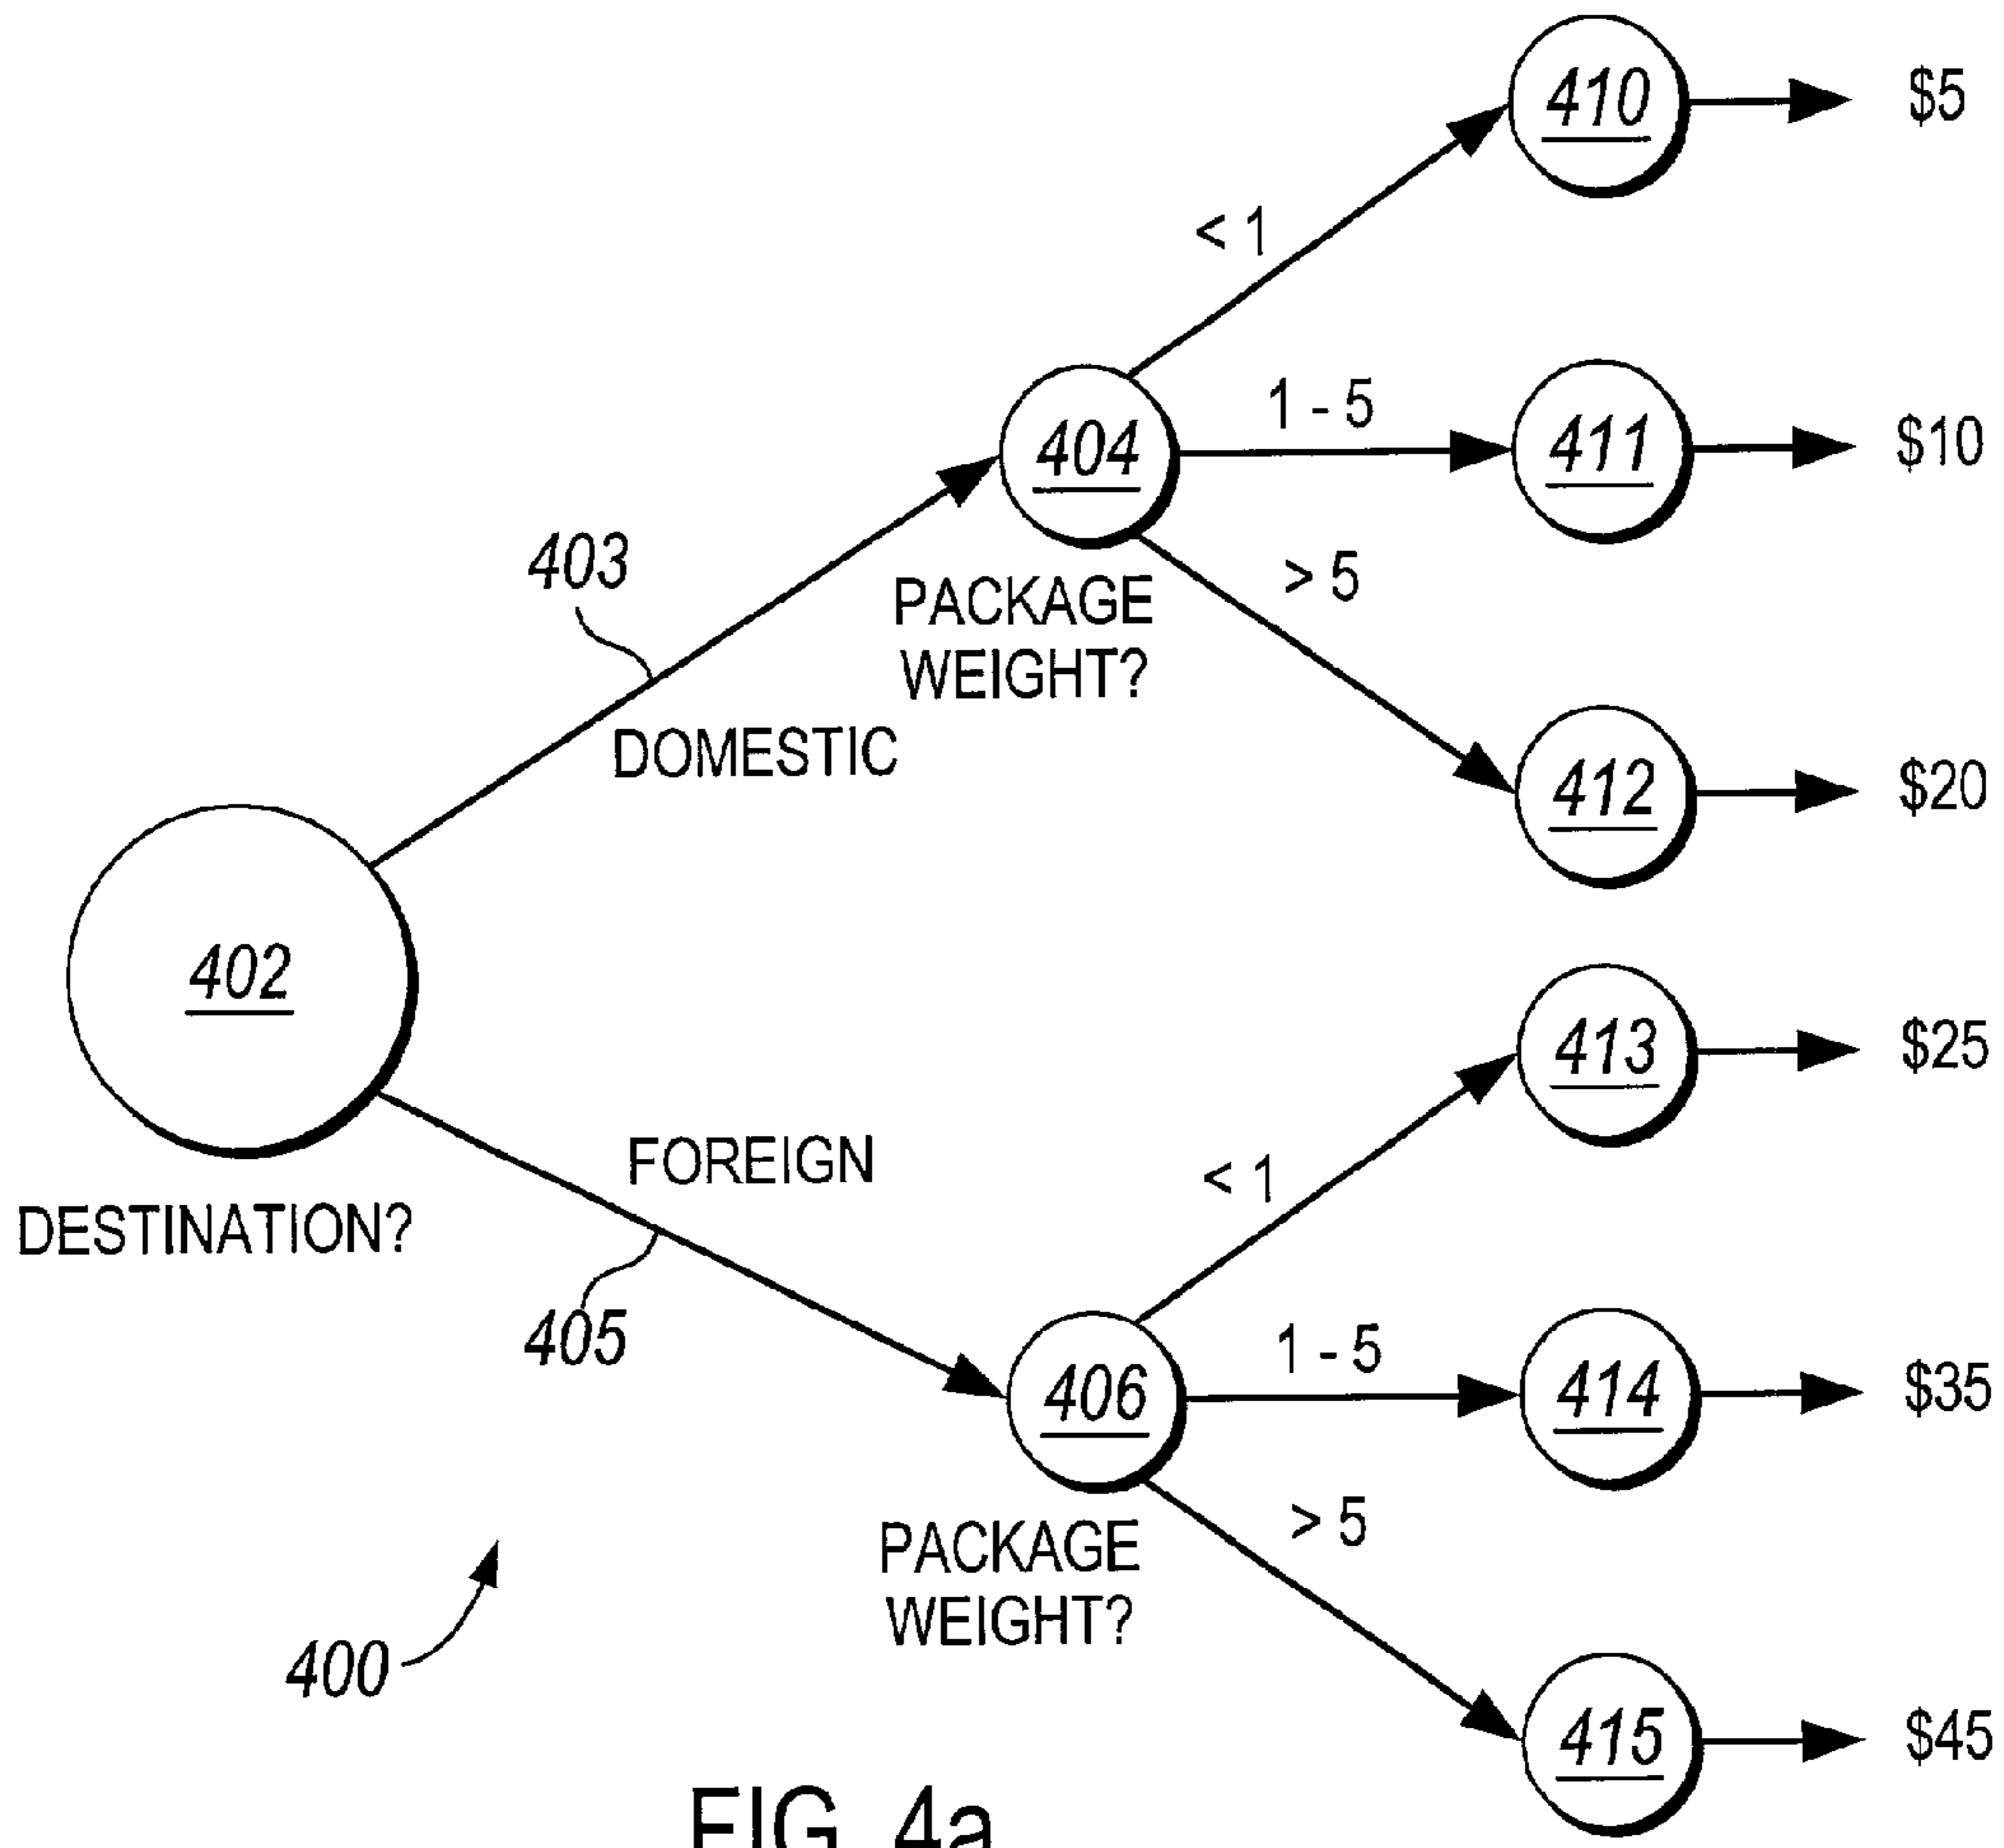 410
$5
< 1
404
1 - 5
411
$10
403
PACKAGE
WEIGHT?
> 5
DOMESTIC
412
$20
402
DESTINATION?
413
$25
FOREIGN
< 1
405
406
1 - 5
414
$35
PACKAGE
WEIGHT?
> 5
400
415
$45
FIG. 4a